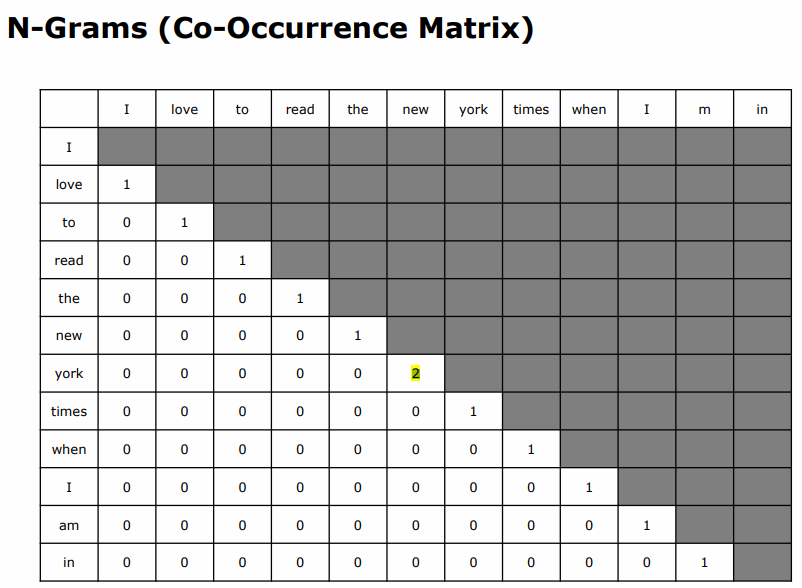 N-Grams (Co-Occurrence Matrix)
I love to read the new york times when I m in
I
love 1
to 0 1
read 0 0 1
the 0 0 0 1
new 0 0 0 0 1
york 0 0 0 0 0 2
times 0 0 0 0 0 0 1
when 0 0 0 0 0 0 0 1
I 0 0 0 0 0 0 0 0 1
am 0 0 0 0 0 0 0 0 0 1
in 0 0 0 0 0 0 0 0 0 0 1